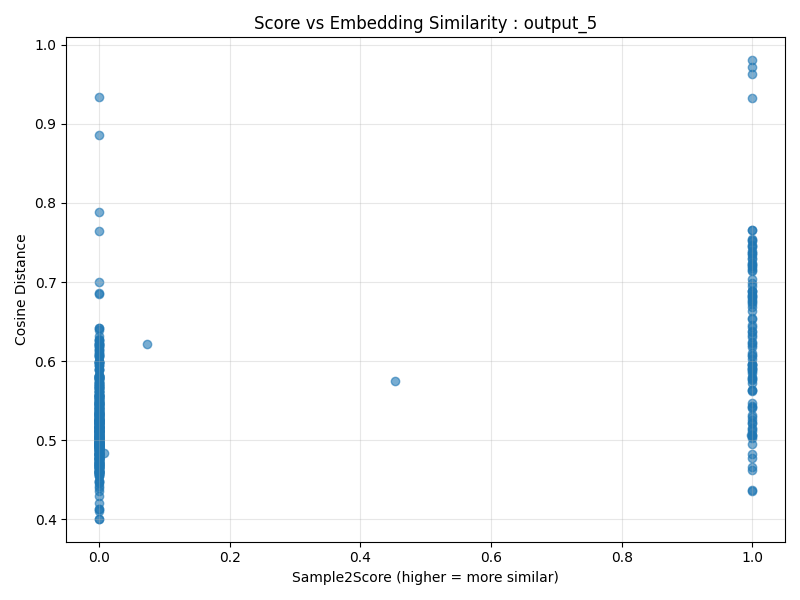 Score vs Embedding Similarity : output_5
Cosine Distance
1.0
0.9
0.8
0.7
0.6
0.5
0.4
0.0 0.2 0.4 0.6 0.8 1.0
Sample2Score (higher = more similar)